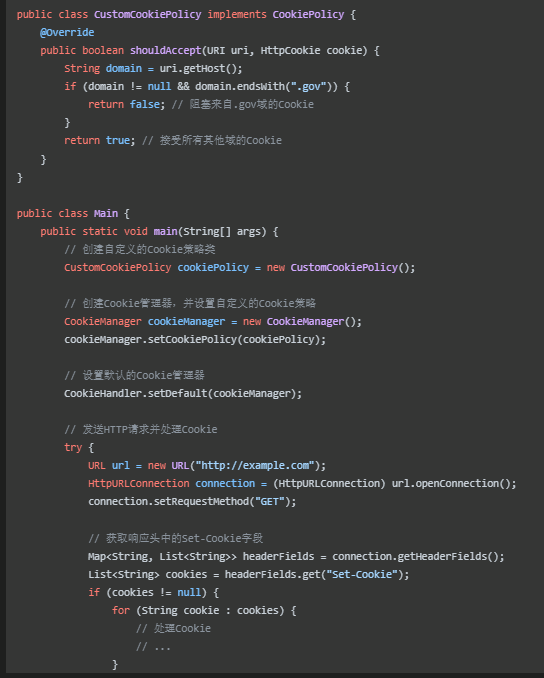 public class CustomCookiePolicy implements CookiePolicy {
    @Override
    public boolean shouldAccept(URI uri, HttpCookie cookie) {
        String domain = uri.getHost();
        if (domain != null && domain.endsWith(".gov")) {
            return false; // 阻塞来自.gov域的Cookie
        }
        return true; // 接受所有其他域的Cookie
    }
}
public class Main {
    public static void main(String[] args) {
        // 创建自定义的Cookie策略类
        CustomCookiePolicy cookiePolicy = new CustomCookiePolicy();
        // 创建Cookie管理器，并设置自定义的Cookie策略
        CookieManager cookieManager = new CookieManager();
        cookieManager.setCookiePolicy(cookiePolicy);
        // 设置默认的Cookie管理器
        CookieHandler.setDefault(cookieManager);
        // 发送HTTP请求并处理Cookie
        try {
            URL url = new URL("http://example.com");
            HttpURLConnection connection = (HttpURLConnection) url.openConnection();
            connection.setRequestMethod("GET");
            // 获取响应头中的Set-Cookie字段
            Map<String, List<String>> headerFields = connection.getHeaderFields();
            List<String> cookies = headerFields.get("Set-Cookie");
            if (cookies != null) {
                for (String cookie : cookies) {
                    // 处理Cookie
                    // ...
                }